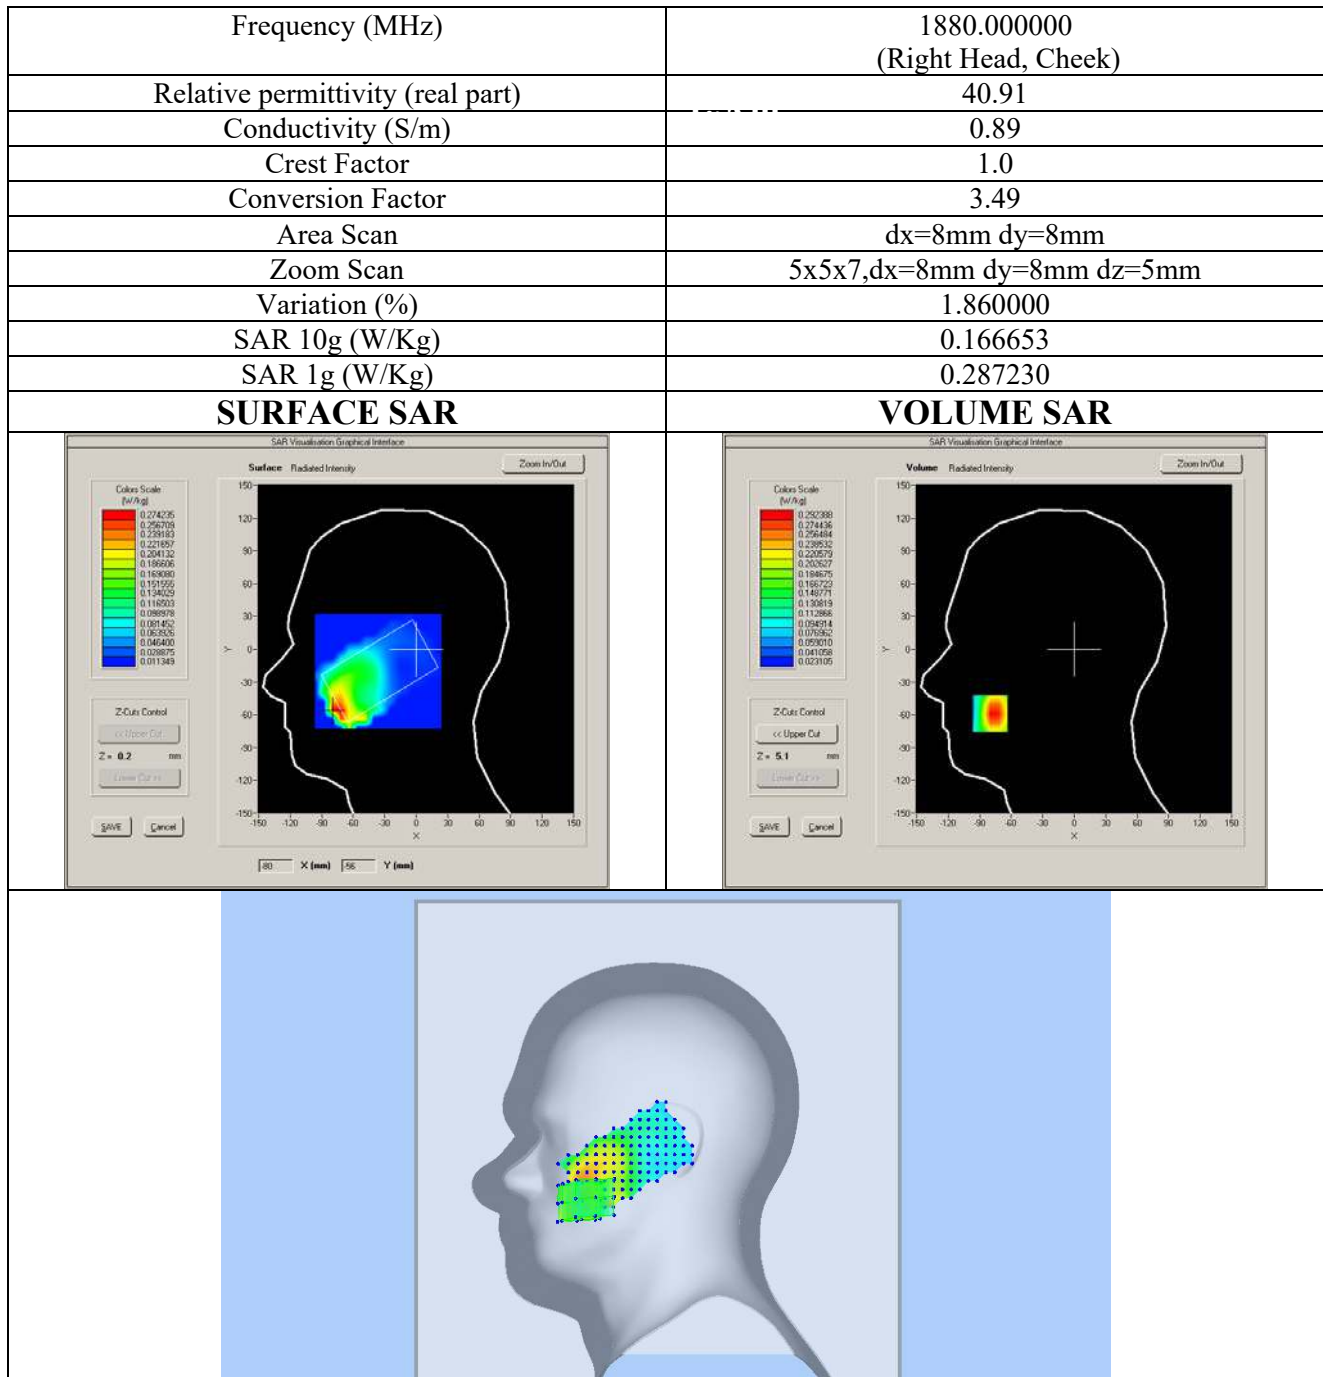 Frequency (MHz) 1880.000000
(Right Head, Cheek)
Relative permittivity (real part) 40.91
Conductivity (S/m) 0.89
Crest Factor 1.0
Conversion Factor 3.49
Area Scan dx=8mm dy=8mm
Zoom Scan 5x5x7,dx=8mm dy=8mm dz=5mm
Variation (%) 1.860000
SAR 10g (W/Kg) 0.166653
SAR 1g (W/Kg) 0.287230
SURFACE SAR VOLUME SAR
SAR Visualisation Graphical Interface
Surface Radiated Intensity
Zoom In/Out
Colors Scale
(W/kg)
0.274235
0.256709
0.239183
0.221657
0.204132
0.186606
0.169080
0.151555
0.134029
0.116503
0.098978
0.081452
0.063926
0.046400
0.028875
0.011349
Z-Cuts Control
<< Upper Cut
Z = 0.2 mm
Lower Cut >>
SAVE Cancel
150
120
90
60
30
0
-30
-60
-90
-120
-150
Y
-150 -120 -90 -60 -30 0 30 60 90 120 150
X
-80 X (mm) -56 Y (mm)
SAR Visualisation Graphical Interface
Volume Radiated Intensity
Zoom In/Out
Colors Scale
(W/kg)
0.292388
0.274436
0.256484
0.238532
0.220579
0.202627
0.184675
0.166723
0.148771
0.130819
0.112866
0.094914
0.076962
0.059010
0.041058
0.023105
Z-Cuts Control
<< Upper Cut
Z = 5.1 mm
Lower Cut >>
SAVE Cancel
150
120
90
60
30
0
-30
-60
-90
-120
-150
Y
-150 -120 -90 -60 -30 0 30 60 90 120 150
X